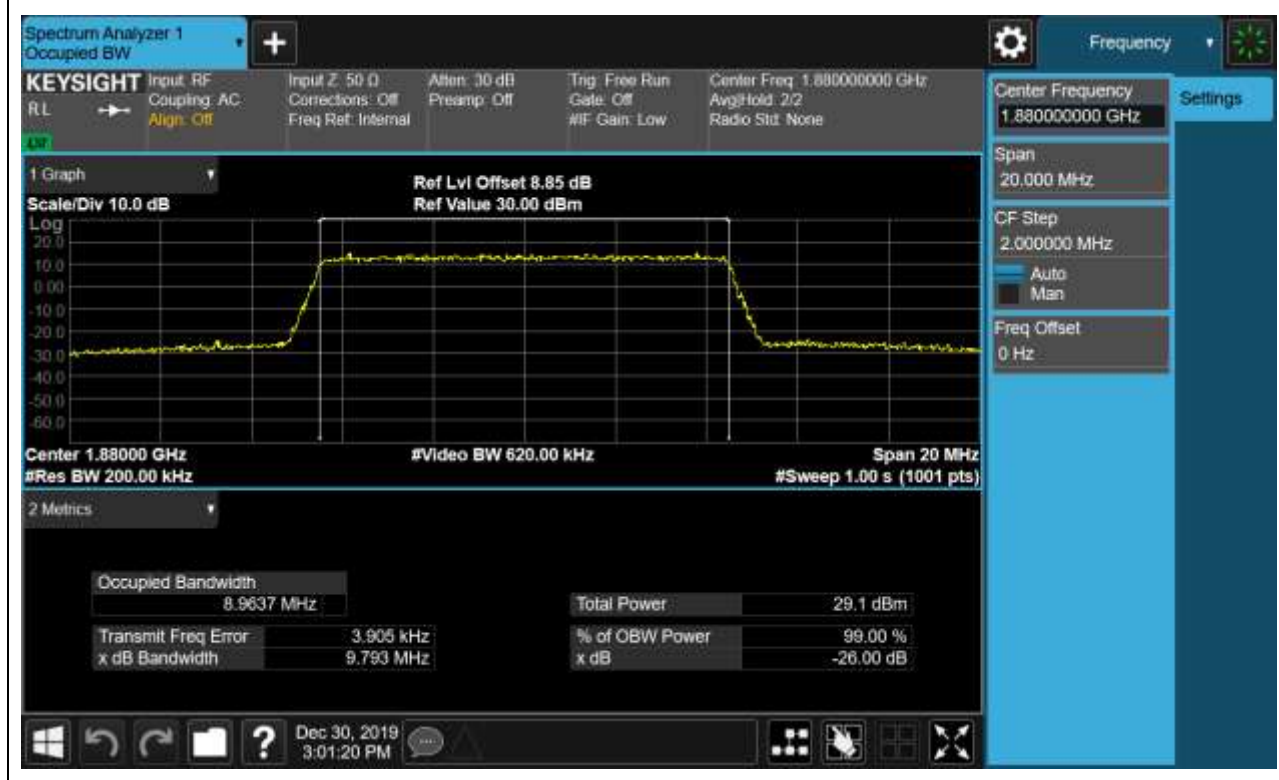 Spectrum Analyzer 1
Occupied BW
Frequency
KEYSIGHT
RL
Input: RF
Coupling: AC
Align: Off
Input Z: 50 Ω
Corrections: Off
Freq Ref: Internal
Atten: 30 dB
Preamp: Off
Trig: Free Run
Gate: Off
#IF Gain: Low
Center Freq: 1.880000000 GHz
Avg|Hold: 2/2
Radio Std: None
Center Frequency
1.880000000 GHz
Settings
Span
20.000 MHz
CF Step
2.000000 MHz
Auto
Man
Freq Offset
0 Hz
1 Graph
Scale/Div 10.0 dB
Ref Lvl Offset 8.85 dB
Ref Value 30.00 dBm
Log
20.0
10.0
0.00
-10.0
-20.0
-30.0
-40.0
-50.0
-60.0
Center 1.88000 GHz
#Res BW 200.00 kHz
#Video BW 620.00 kHz
Span 20 MHz
#Sweep 1.00 s (1001 pts)
2 Metrics
Occupied Bandwidth
8.9637 MHz
Total Power 29.1 dBm
Transmit Freq Error 3.905 kHz
% of OBW Power 99.00 %
x dB Bandwidth 9.793 MHz
x dB -26.00 dB
?
Dec 30, 2019
3:01:20 PM